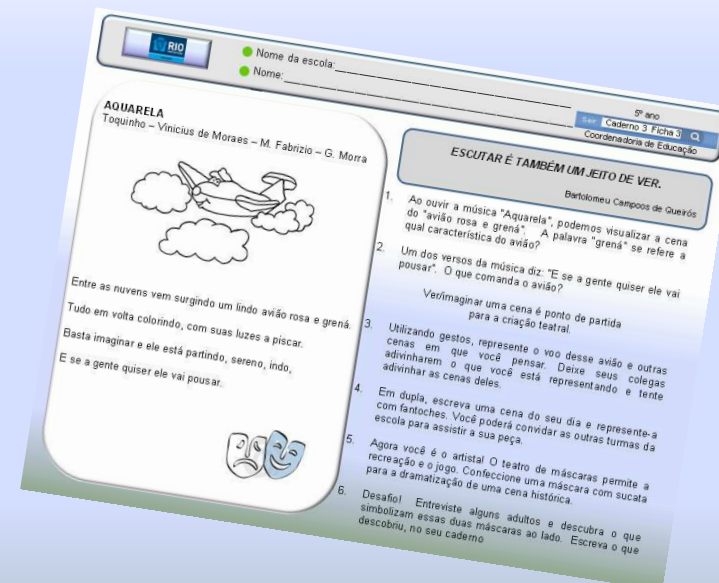 RIO
Nome da escola:
Nome:
5º ano
Caderno 3 Ficha 3
Coordenadoria de Educação
AQUARELA
Toquinho – Vinicius de Moraes – M. Fabrizio – G. Morra
Entre as nuvens vem surgindo um lindo avião rosa e grená.
Tudo em volta colorindo, com suas luzes a piscar.
Basta imaginar e ele está partindo, sereno, indo,
E se a gente quiser ele vai pousar.
ESCUTAR É TAMBÉM UM JEITO DE VER.
Bartolomeu Campoos de Queirós
1. Ao ouvir a música "Aquarela", podemos visualizar a cena
do "avião rosa e grená". A palavra "grená" se refere a
qual característica do avião?
2. Um dos versos da música diz: "E se a gente quiser ele vai
pousar". O que comanda o avião?
Ver/imaginar uma cena é ponto de partida
para a criação teatral.
3. Utilizando gestos, represente o voo desse avião e outras
cenas em que você pensar. Deixe seus colegas
adivinharem o que você está representando e tente
adivinhar as cenas deles.
4. Em dupla, escreva uma cena do seu dia e represente-a
com fantoches. Você poderá convidar as outras turmas da
escola para assistir a sua peça.
5. Agora você é o artista! O teatro de máscaras permite a
recreação e o jogo. Confeccione uma máscara com sucata
para a dramatização de uma cena histórica.
6. Desafio! Entreviste alguns adultos e descubra o que
simbolizam essas duas máscaras ao lado. Escreva o que
descobriu, no seu caderno